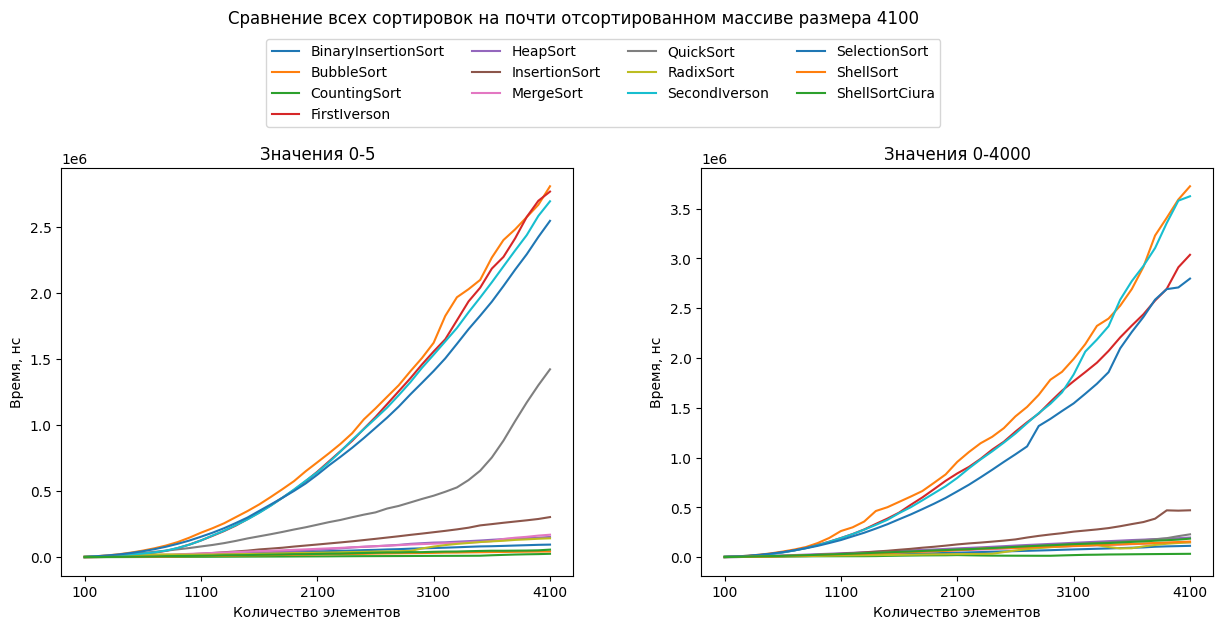 Сравнение всех сортировок на почти отсортированном массиве размера 4100
BinaryInsertionSort HeapSort QuickSort SelectionSort
BubbleSort InsertionSort RadixSort ShellSort
CountingSort MergeSort SecondIverson ShellSortCiura
FirstIverson
Значения 0-5
1e6
2.5
2.0
1.5
1.0
0.5
0.0
Время, нс
100 1100 2100 3100 4100
Количество элементов
Значения 0-4000
1e6
3.5
3.0
2.5
2.0
1.5
1.0
0.5
0.0
Время, нс
100 1100 2100 3100 4100
Количество элементов